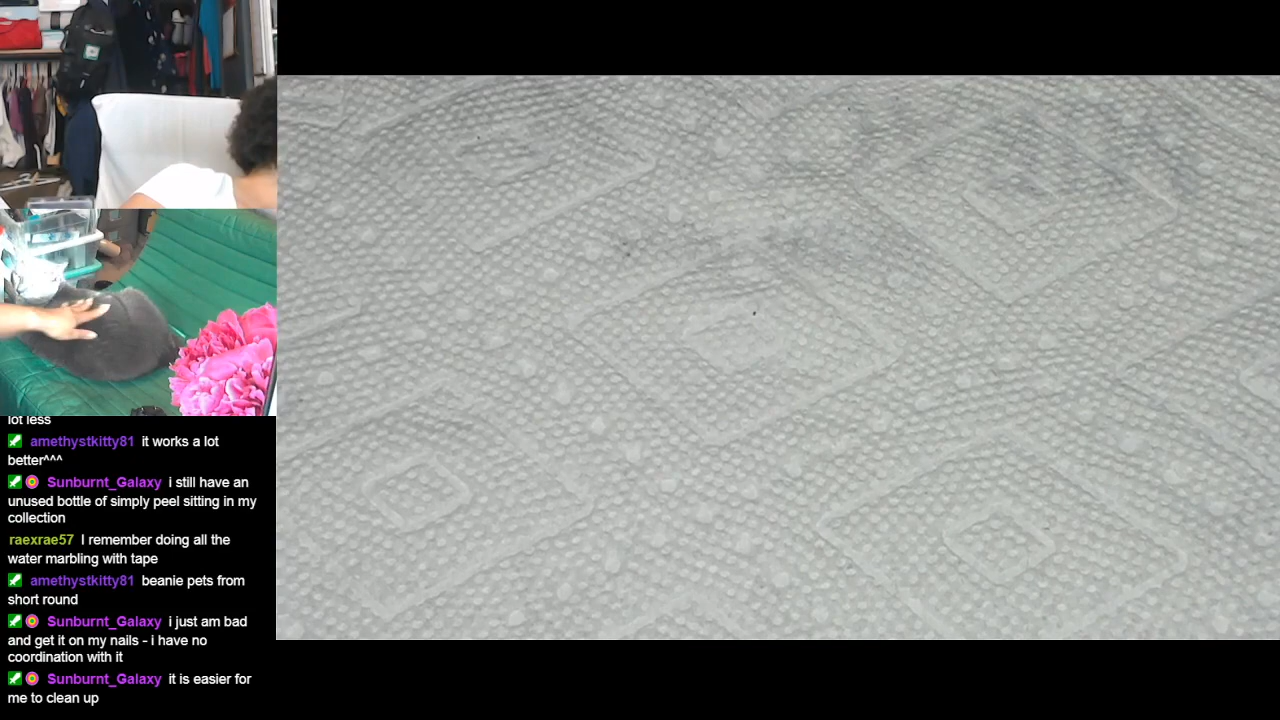 lot less
amethystkitty81 it works a lot
better^^^
Sunburnt_Galaxy i still have an
unused bottle of simply peel sitting in my
collection
raexrae57 I remember doing all the
water marbling with tape
amethystkitty81 beanie pets from
short round
Sunburnt_Galaxy i just am bad
and get it on my nails - i have no
coordination with it
Sunburnt_Galaxy it is easier for
me to clean up